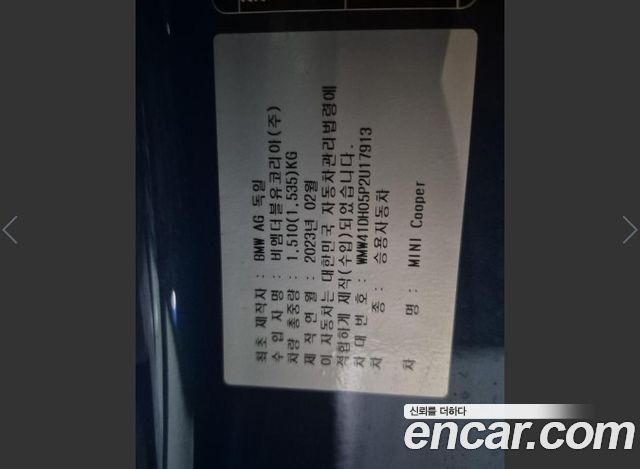 최초 제작자 : BMW AG 독일
수 입 자 명 : 비엠더블유코리아(주)
차량 총중량 : 1,510(1,535)KG
제 작 연 월 : 2023년 02월
이 자동차는 대한민국 자동차관리법령에
적합하게 제작(수입)되었습니다.
차 대 번 호 : WMW41DH05P2U17913
차 종 : 승용자동차
차 명 : MINI Cooper
신뢰를 더하다
encar.com